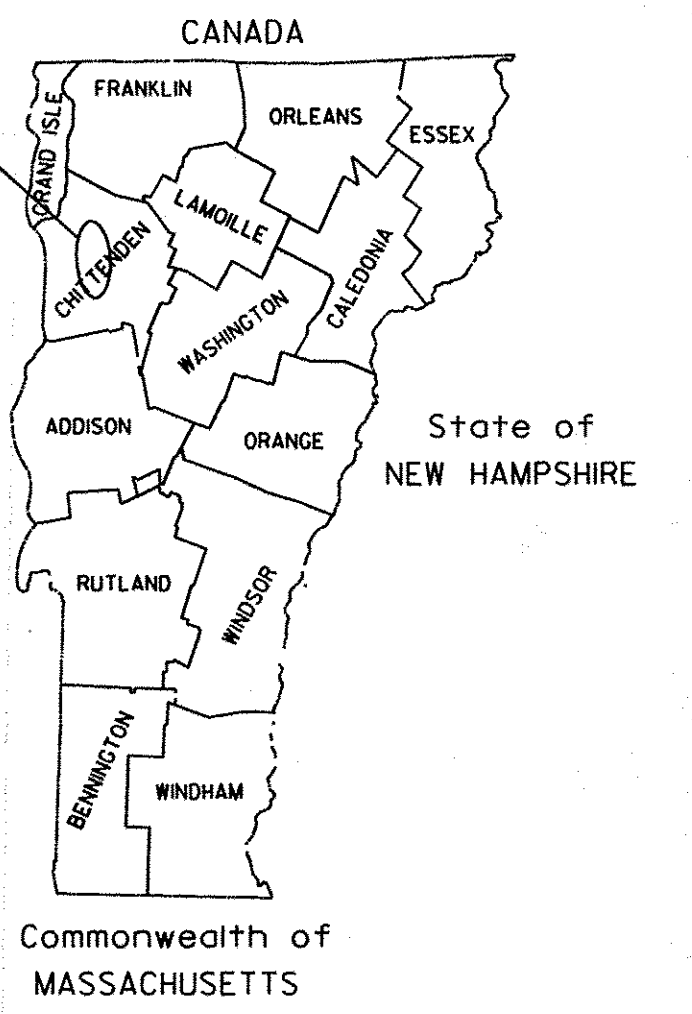 CANADA
FRANKLIN
GRAND ISLE
ORLEANS
ESSEX
LAMOILLE
CHITTENDEN
CALEDONIA
WASHINGTON
ADDISON
ORANGE
State of
NEW HAMPSHIRE
RUTLAND
WINDSOR
BENNINGTON
WINDHAM
Commonwealth of
MASSACHUSETTS